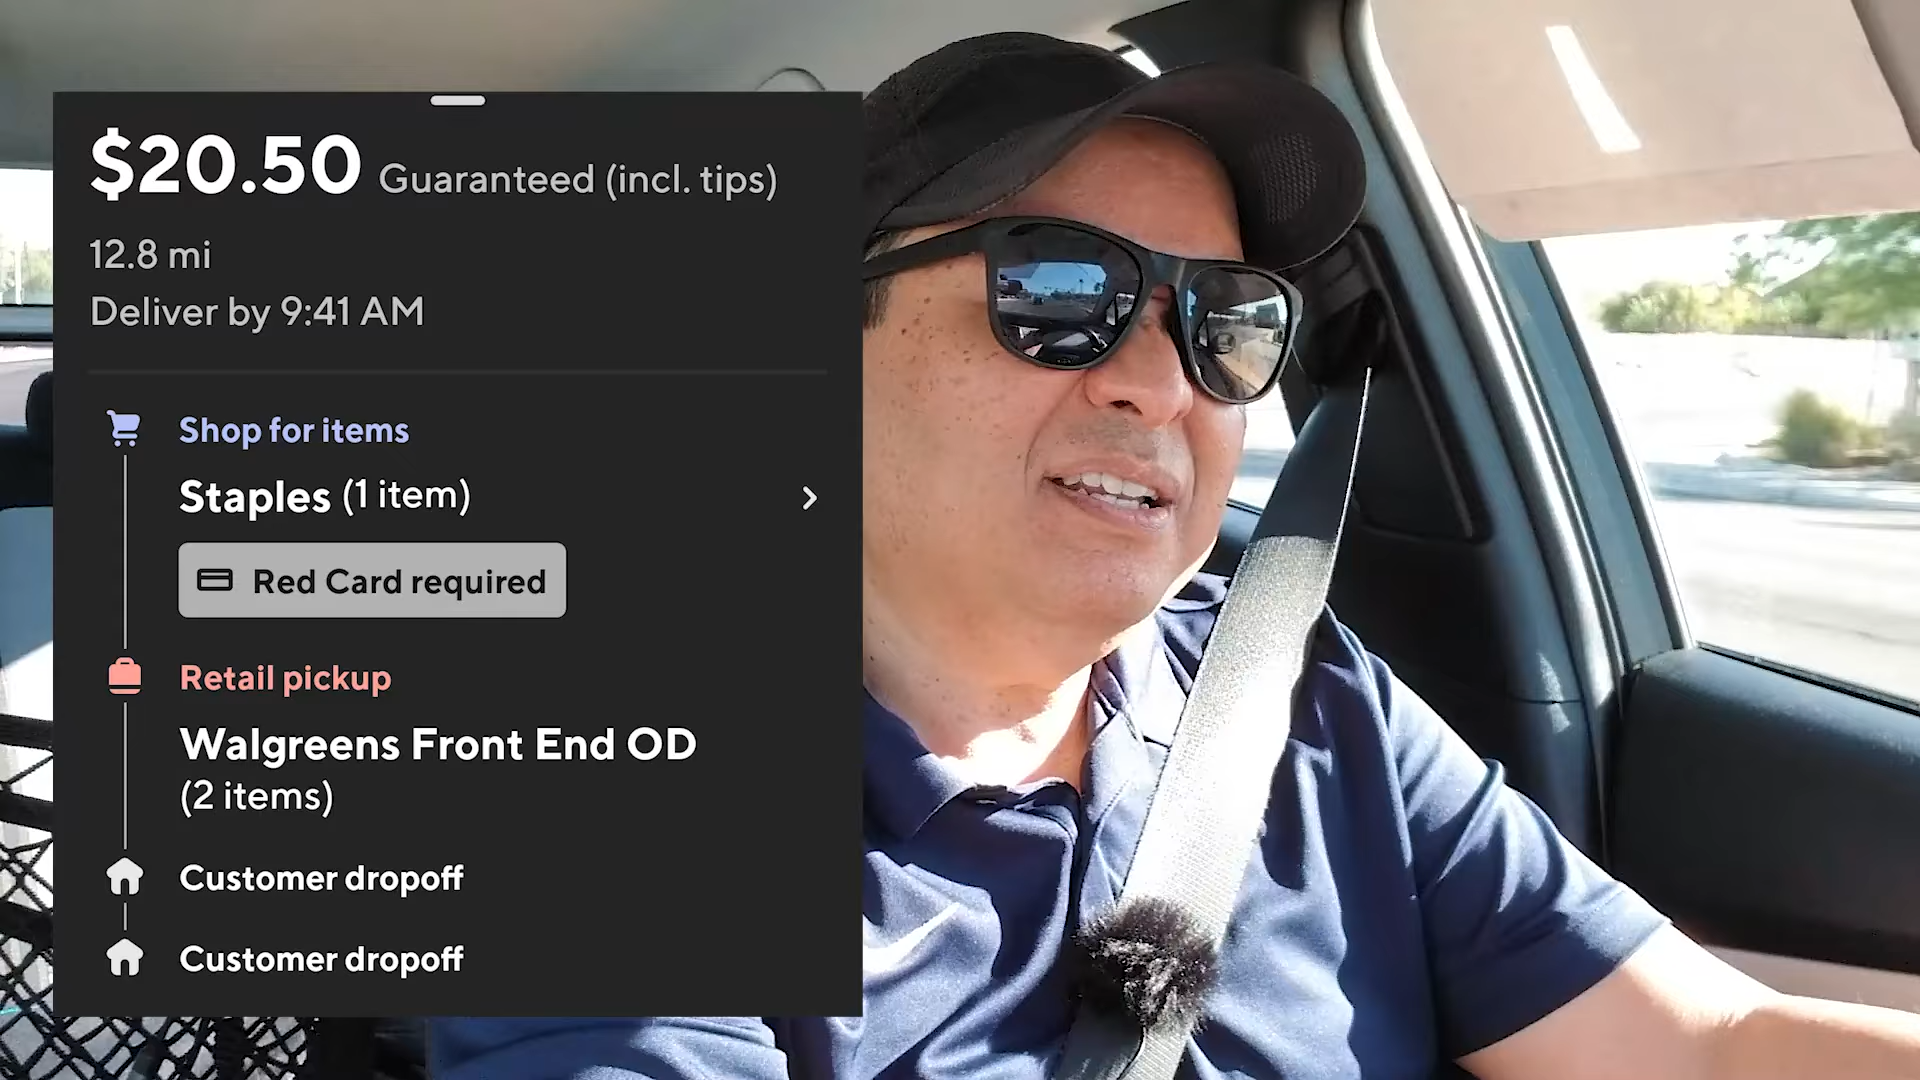 $20.50 Guaranteed (incl. tips)
12.8 mi
Deliver by 9:41 AM
Shop for items
Staples (1 item)
Red Card required
Retail pickup
Walgreens Front End OD
(2 items)
Customer dropoff
Customer dropoff